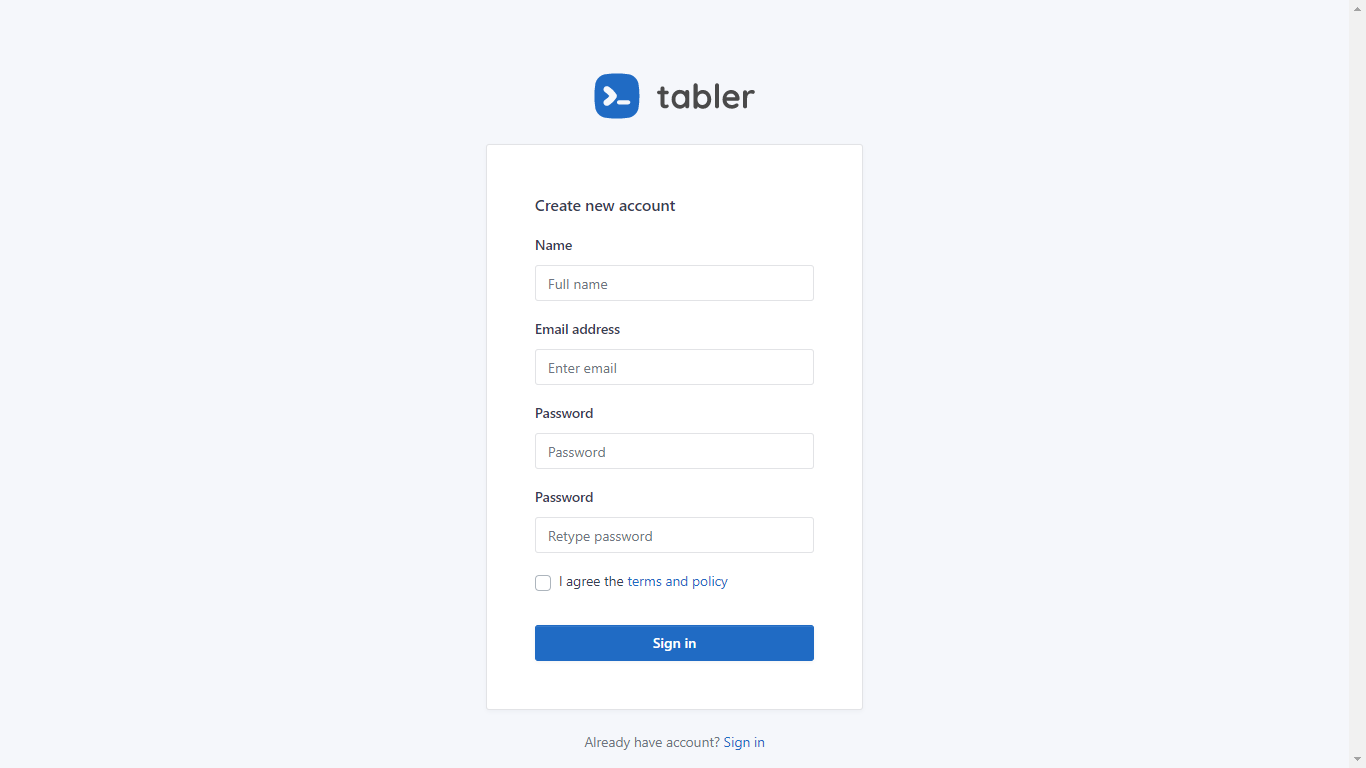 tabler
Create new account
Name
Full name
Email address
Enter email
Password
Password
Password
Retype password
I agree the terms and policy
Sign in
Already have account? Sign in